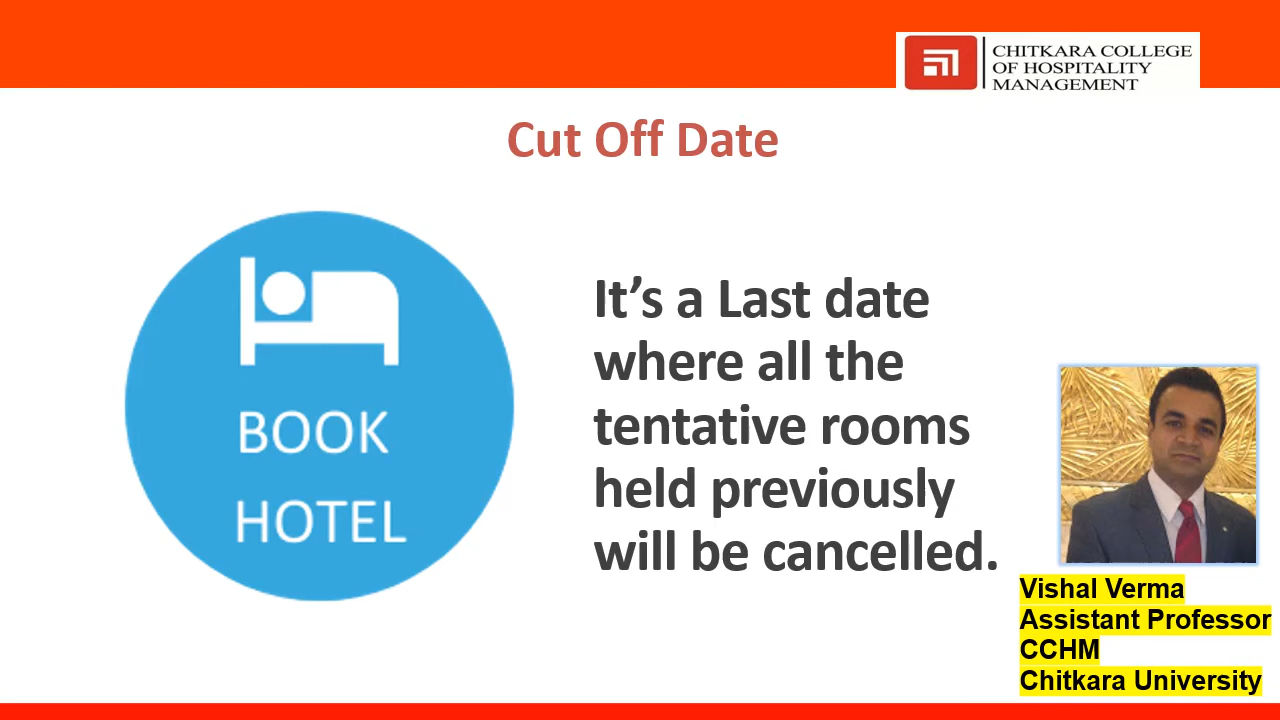 CHITKARA COLLEGE
OF HOSPITALITY
MANAGEMENT
Cut Off Date
BOOK
HOTEL
It’s a Last date
where all the
tentative rooms
held previously
will be cancelled.
Vishal Verma
Assistant Professor
CCHM
Chitkara University